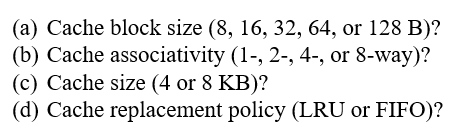 (a) Cache block size (8, 16, 32, 64, or 128 B)?
(b) Cache associativity (1-, 2-, 4-, or 8-way)?
(c) Cache size (4 or 8 KB)?
(d) Cache replacement policy (LRU or FIFO)?